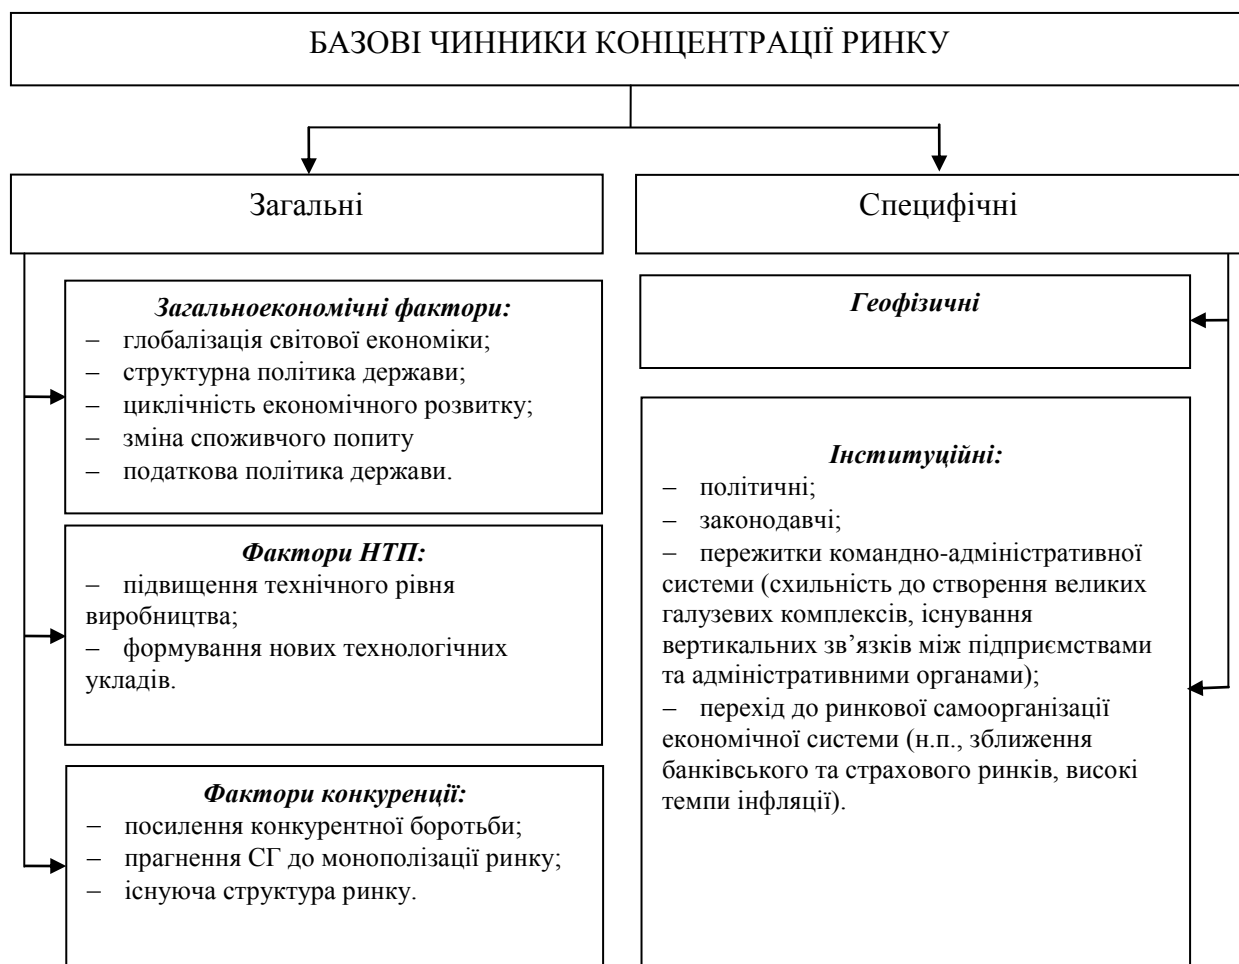 БАЗОВІ ЧИННИКИ КОНЦЕНТРАЦІЇ РИНКУ
Загальні
Специфічні
Загальноекономічні фактори:
– глобалізація світової економіки;
– структурна політика держави;
– циклічність економічного розвитку;
– зміна споживчого попиту
– податкова політика держави.
Фактори НТП:
– підвищення технічного рівня
виробництва;
– формування нових технологічних
укладів.
Фактори конкуренції:
– посилення конкурентної боротьби;
– прагнення СГ до монополізації ринку;
– існуюча структура ринку.
Геофізичні
Інституційні:
– політичні;
– законодавчі;
– пережитки командно-адміністративної
системи (схильність до створення великих
галузевих комплексів, існування
вертикальних зв’язків між підприємствами
та адміністративними органами);
– перехід до ринкової самоорганізації
економічної системи (н.п., зближення
банківського та страхового ринків, високі
темпи інфляції).